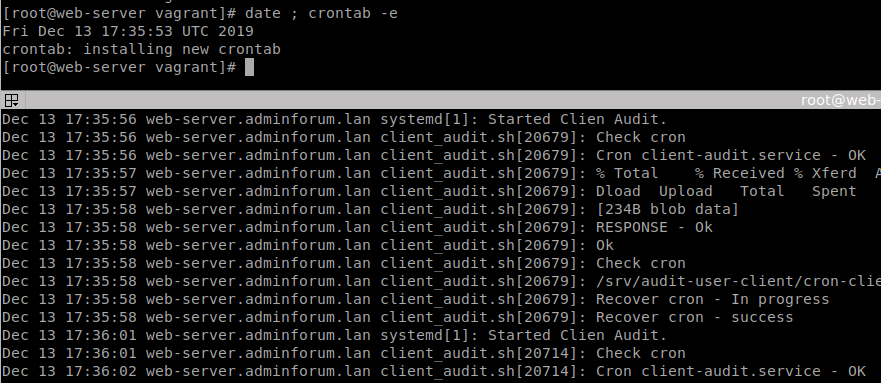 [root@web-server vagrant]# date ; crontab -e
Fri Dec 13 17:35:53 UTC 2019
crontab: installing new crontab
[root@web-server vagrant]#
root@web-
Dec 13 17:35:56 web-server.adminforum.lan systemd[1]: Started Clien Audit.
Dec 13 17:35:56 web-server.adminforum.lan client_audit.sh[20679]: Check cron
Dec 13 17:35:56 web-server.adminforum.lan client_audit.sh[20679]: Cron client-audit.service - OK
Dec 13 17:35:57 web-server.adminforum.lan client_audit.sh[20679]: % Total    % Received % Xferd  A
Dec 13 17:35:57 web-server.adminforum.lan client_audit.sh[20679]: Dload  Upload   Total   Spent
Dec 13 17:35:58 web-server.adminforum.lan client_audit.sh[20679]: [234B blob data]
Dec 13 17:35:58 web-server.adminforum.lan client_audit.sh[20679]: RESPONSE - Ok
Dec 13 17:35:58 web-server.adminforum.lan client_audit.sh[20679]: Ok
Dec 13 17:35:58 web-server.adminforum.lan client_audit.sh[20679]: Check cron
Dec 13 17:35:58 web-server.adminforum.lan client_audit.sh[20679]: /srv/audit-user-client/cron-clie
Dec 13 17:35:58 web-server.adminforum.lan client_audit.sh[20679]: Recover cron - In progress
Dec 13 17:35:58 web-server.adminforum.lan client_audit.sh[20679]: Recover cron - success
Dec 13 17:36:01 web-server.adminforum.lan systemd[1]: Started Clien Audit.
Dec 13 17:36:01 web-server.adminforum.lan client_audit.sh[20714]: Check cron
Dec 13 17:36:02 web-server.adminforum.lan client_audit.sh[20714]: Cron client-audit.service - OK